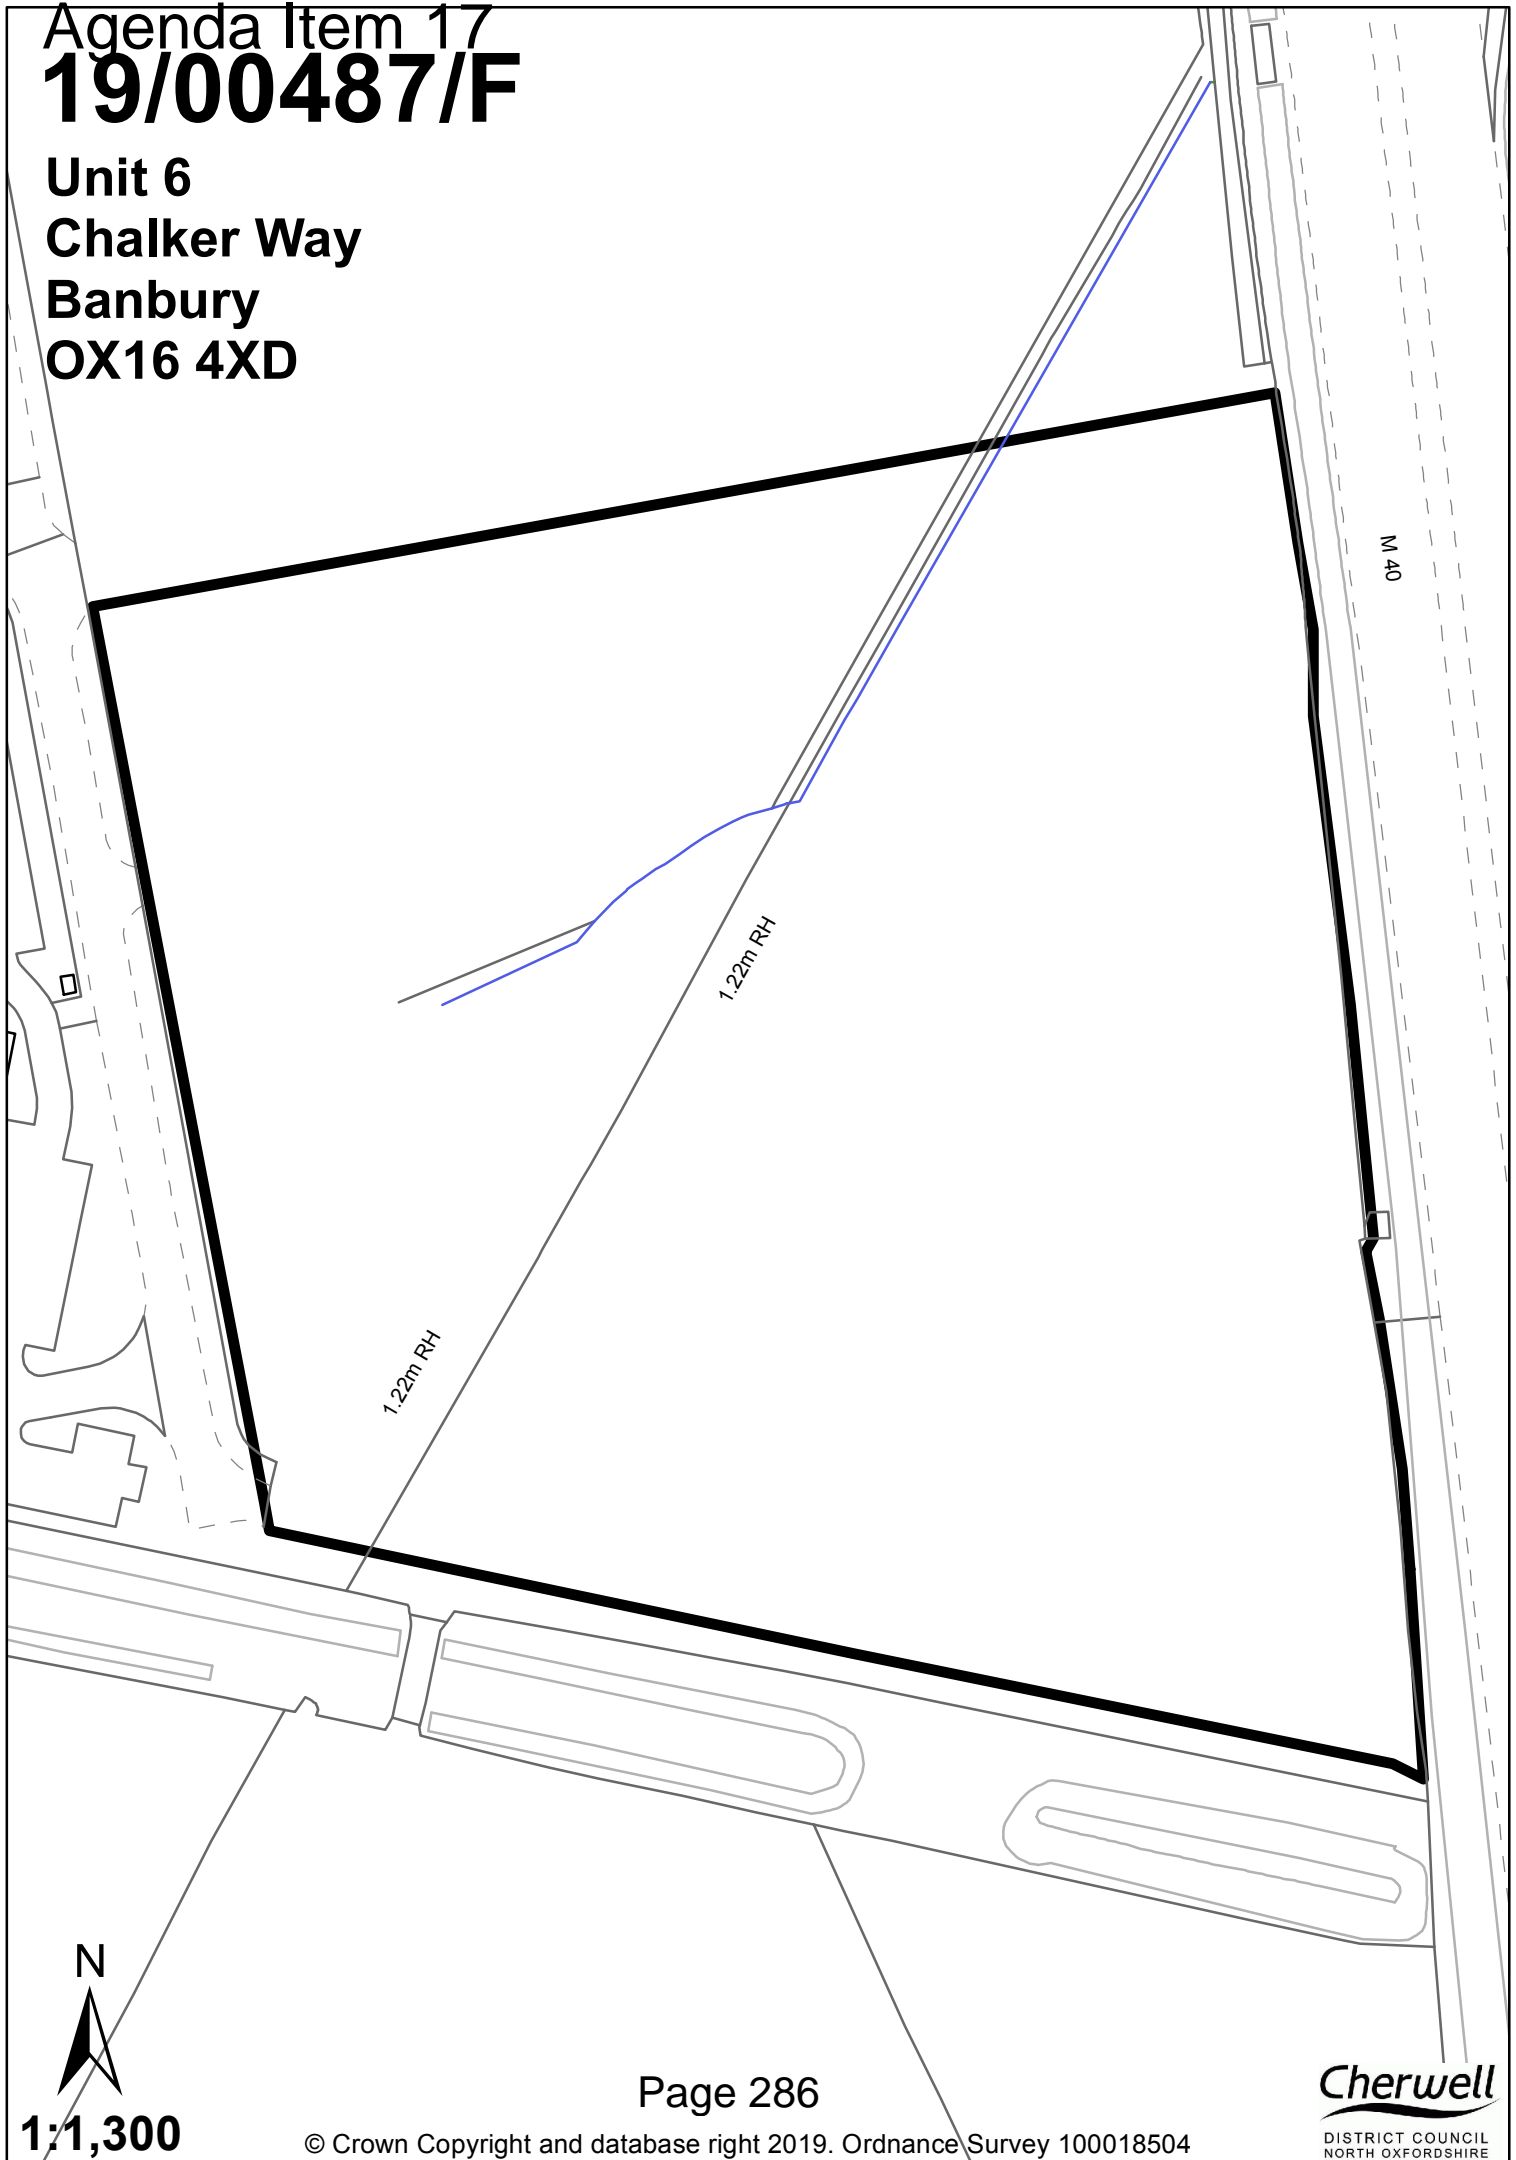 Agenda Item 17
19/00487/F
Unit 6
Chalker Way
Banbury
OX16 4XD
M 40
1.22m RH
1.22m RH
N
1:1,300
Page 286
© Crown Copyright and database right 2019. Ordnance Survey 100018504
Cherwell
DISTRICT COUNCIL
NORTH OXFORDSHIRE